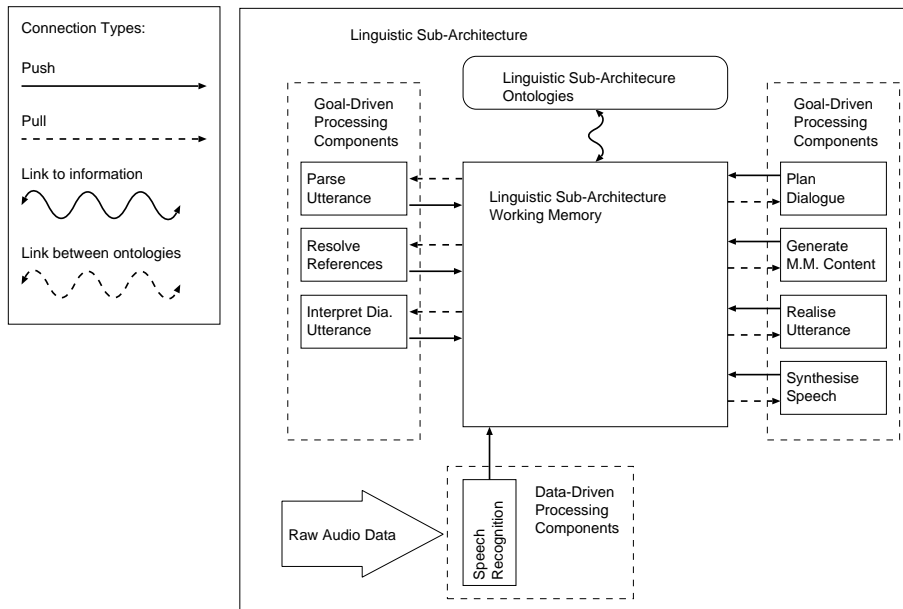 Connection Types:
Push
Pull
Link to information
Link between ontologies
Linguistic Sub-Architecture
Linguistic Sub-Architecure
Ontologies
Goal-Driven
Processing
Components
Parse
Utterance
Resolve
References
Interpret Dia.
Utterance
Linguistic Sub-Architecture
Working Memory
Goal-Driven
Processing
Components
Plan
Dialogue
Generate
M.M. Content
Realise
Utterance
Synthesise
Speech
Raw Audio Data
Speech
Recognition
Data-Driven
Processing
Components